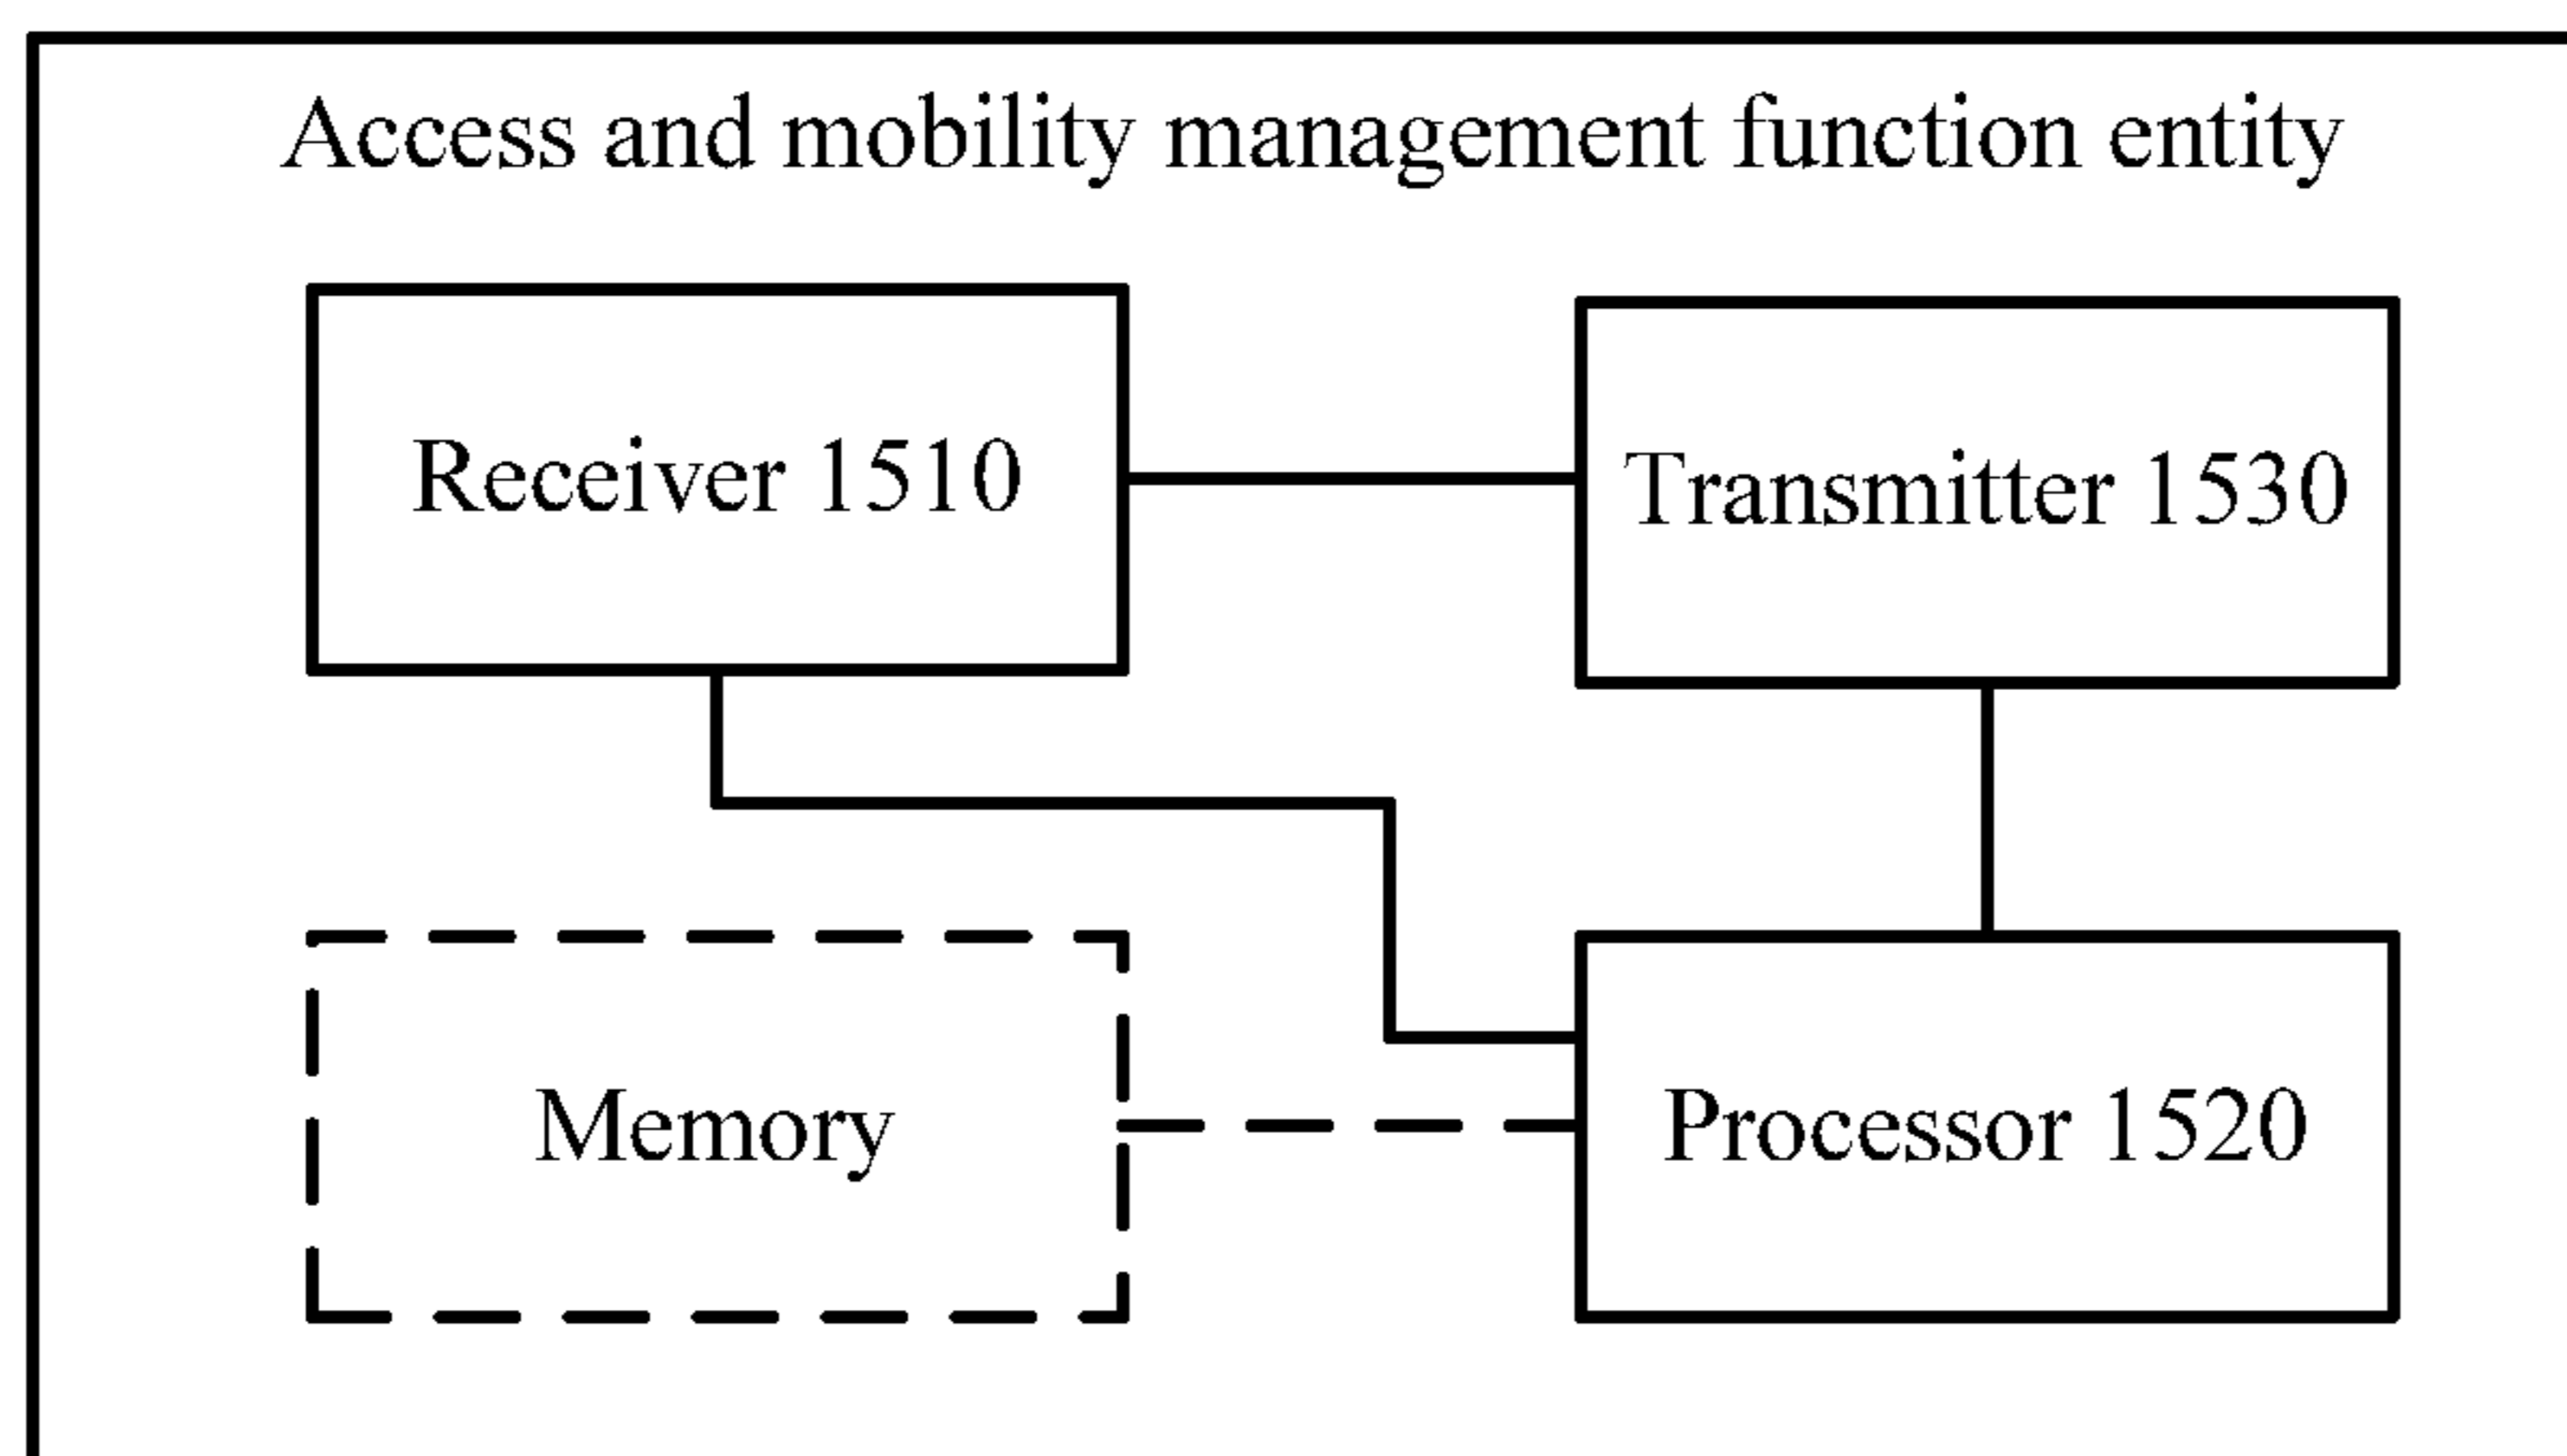 Access and mobility management function entity
Receiver 1510
Transmitter 1530
Memory
Processor 1520